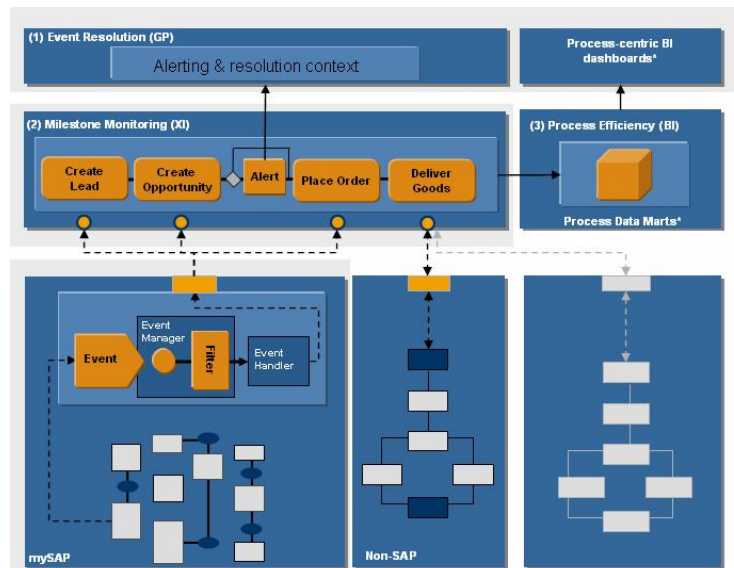 (1) Event Resolution (GP)
Alerting & resolution context
Process-centric BI
dashboards*
(2) Milestone Monitoring (XI)
Create
Lead
Create
Opportunity
Alert
Place Order
Deliver
Goods
(3) Process Efficiency (BI)
Process Data Marts*
Event
Event
Manager
Filter
Event
Handler
mySAP
Non-SAP